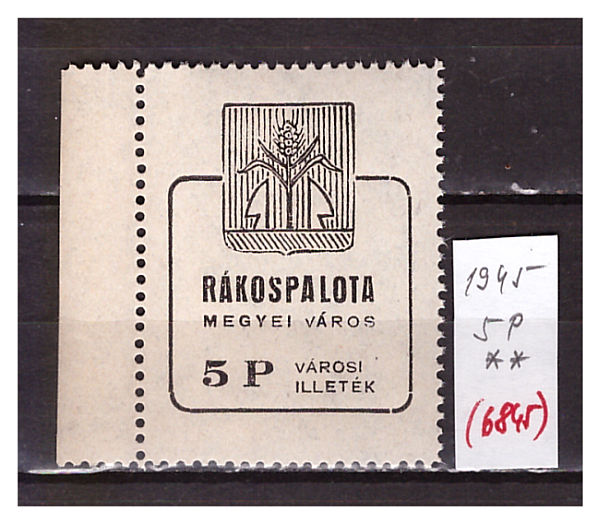 RÁKOSPALOTA
MEGYEI VÁROS
5 P VÁROSI
ILLETÉK
1945
5 P
**
(6845)